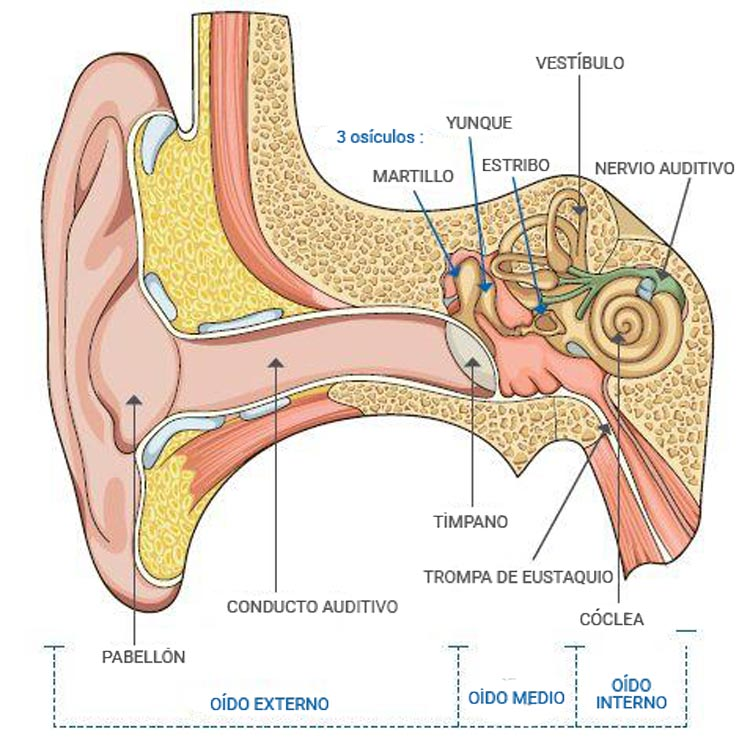 VESTÍBULO
YUNQUE
3 osículos :
ESTRIBO
MARTILLO
NERVIO AUDITIVO
TÌMPANO
TROMPA DE EUSTAQUIO
CONDUCTO AUDITIVO
CÓCLEA
PABELLÓN
OÍDO EXTERNO
OÍDO MEDIO
OÍDO
INTERNO